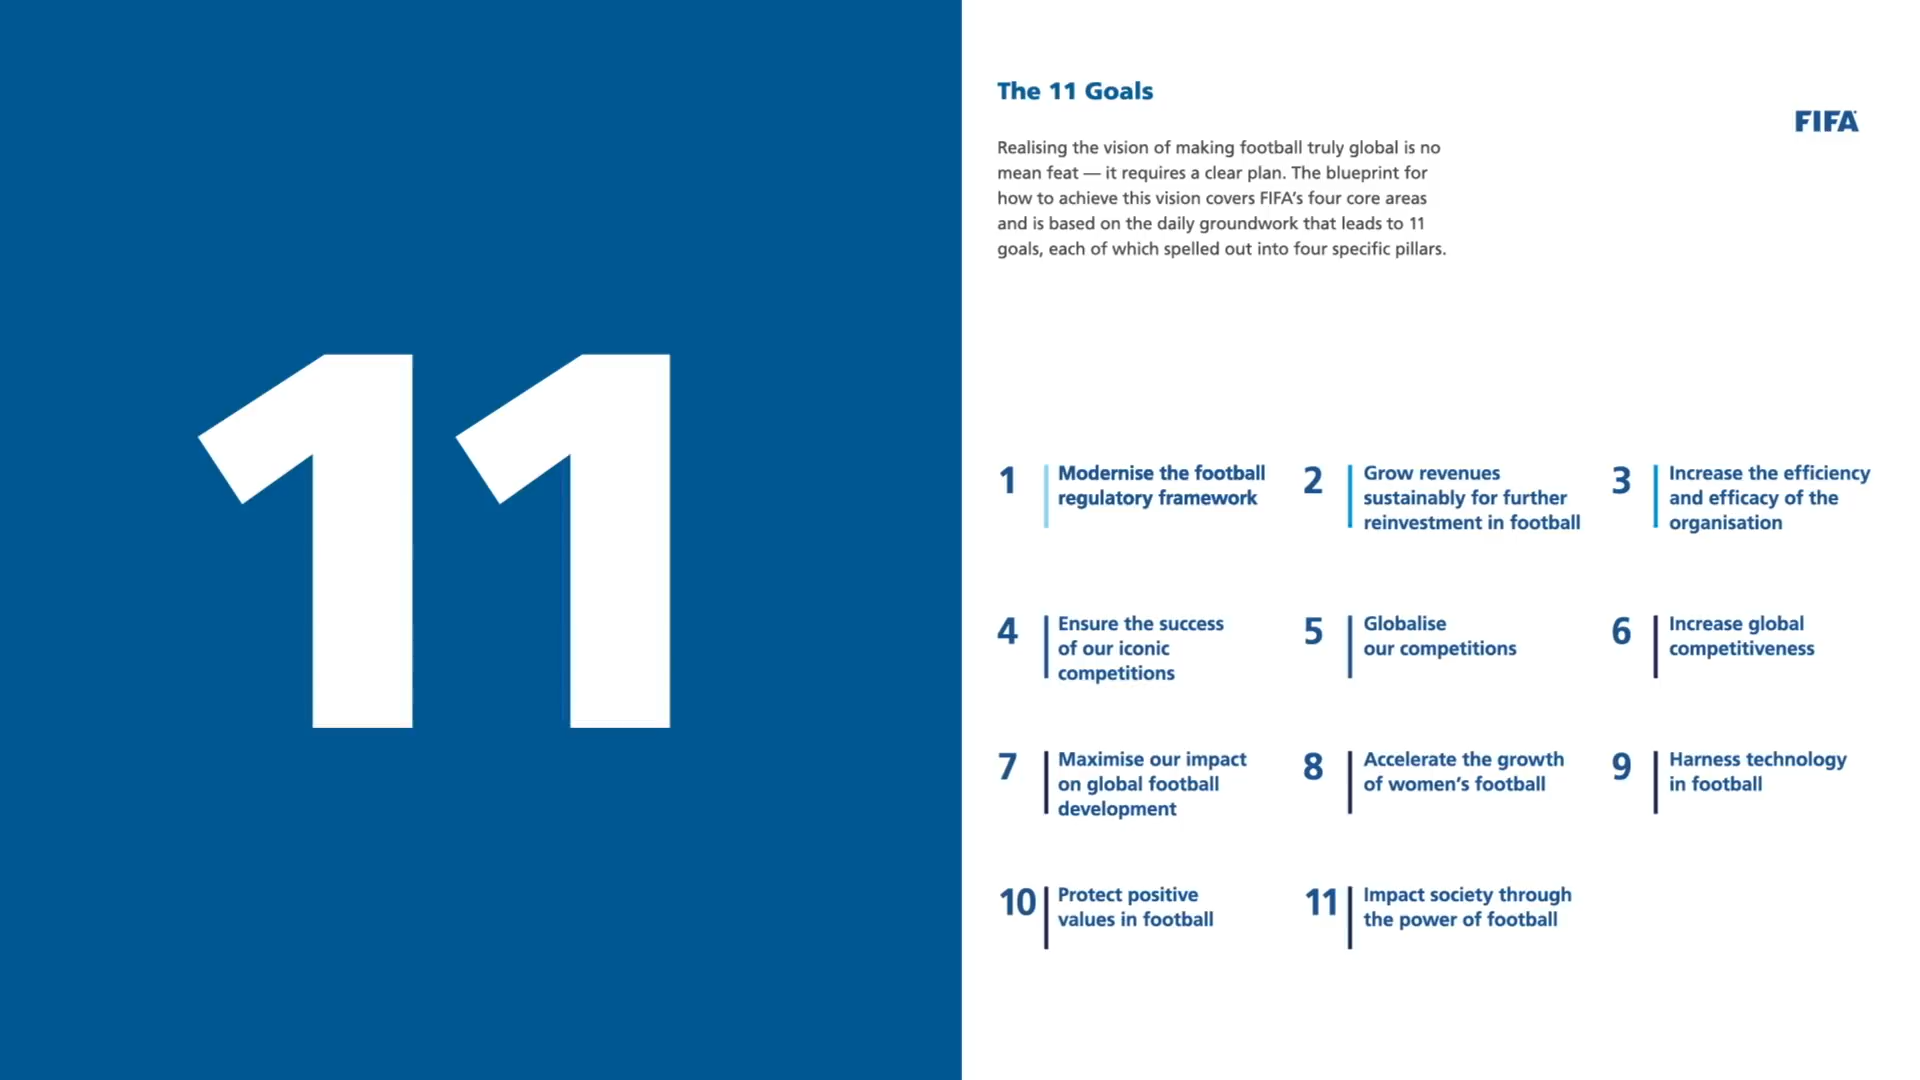 11
The 11 Goals
FIFA
Realising the vision of making football truly global is no
mean feat — it requires a clear plan. The blueprint for
how to achieve this vision covers FIFA's four core areas
and is based on the daily groundwork that leads to 11
goals, each of which spelled out into four specific pillars.
1
Modernise the football
regulatory framework
2
Grow revenues
sustainably for further
reinvestment in football
3
Increase the efficiency
and efficacy of the
organisation
4
Ensure the success
of our iconic
competitions
5
Globalise
our competitions
6
Increase global
competitiveness
7
Maximise our impact
on global football
development
8
Accelerate the growth
of women's football
9
Harness technology
in football
10
Protect positive
values in football
11
Impact society through
the power of football